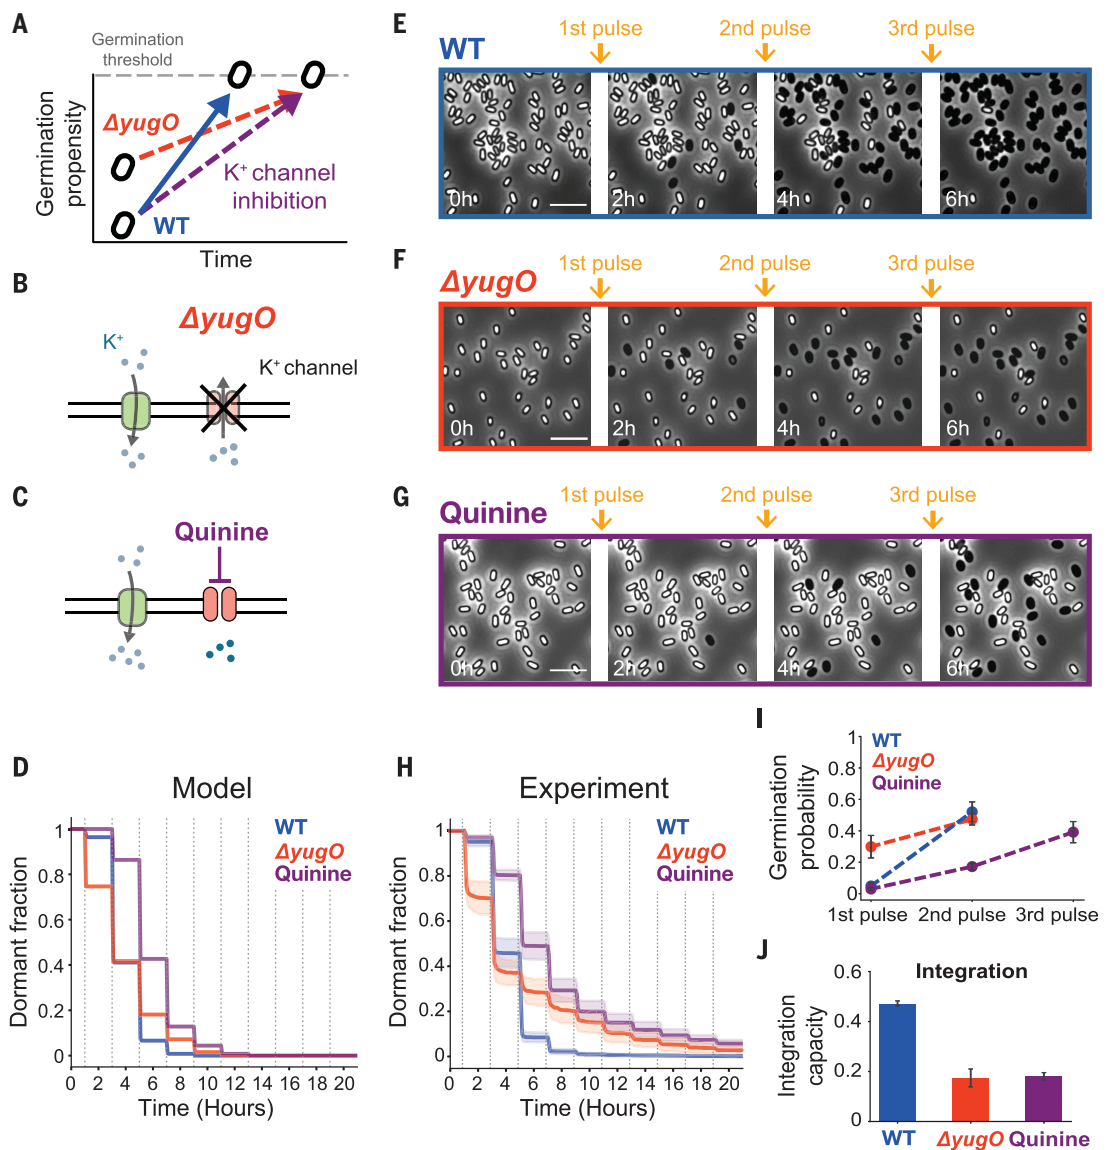 A
Germination
threshold
Germination
propensity
ΔyugO
K+ channel
inhibition
WT
Time
B
ΔyugO
K+
K+ channel
C
Quinine
D
Model
WT
ΔyugO
Quinine
Dormant fraction
1
0.8
0.6
0.4
0.2
0
0 2 4 6 8 10 12 14 16 18 20
Time (Hours)
E
WT
1st pulse
2nd pulse
3rd pulse
0h
2h
4h
6h
F
ΔyugO
1st pulse
2nd pulse
3rd pulse
0h
2h
4h
6h
G
Quinine
1st pulse
2nd pulse
3rd pulse
0h
2h
4h
6h
H
Experiment
WT
ΔyugO
Quinine
Dormant fraction
1
0.8
0.6
0.4
0.2
0
0 2 4 6 8 10 12 14 16 18 20
Time (Hours)
I
WT
ΔyugO
Quinine
Germination
probability
1
0.8
0.6
0.4
0.2
0
1st pulse 2nd pulse 3rd pulse
J
Integration
Integration
capacity
0.6
0.4
0.2
0
WT ΔyugO Quinine